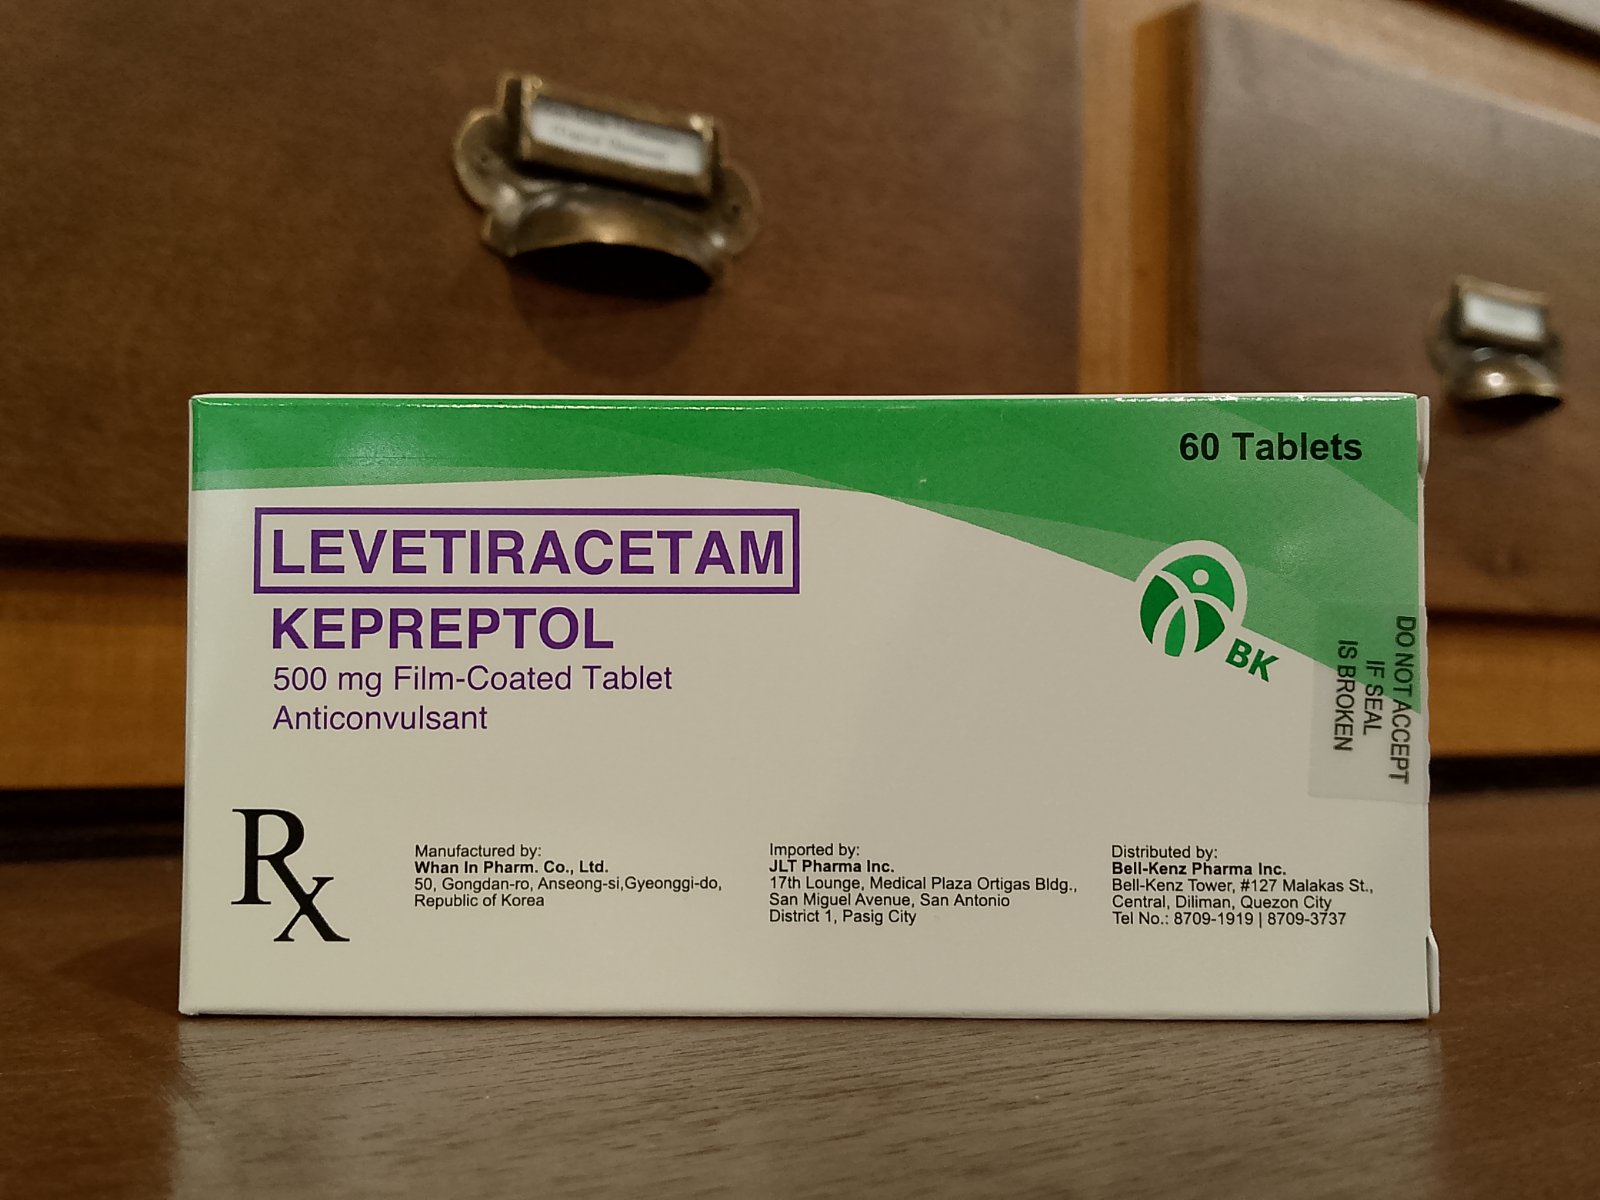 60 Tablets
LEVETIRACETAM
KEPREPTOL
500 mg Film-Coated Tablet
Anticonvulsant
BK
DO NOT ACCEPT
IF SEAL
IS BROKEN
Rx
Manufactured by:
Whan In Pharm. Co., Ltd.
50, Gongdan-ro, Anseong-si,Gyeonggi-do,
Republic of Korea
Imported by:
JLT Pharma Inc.
17th Lounge, Medical Plaza Ortigas Bldg.,
San Miguel Avenue, San Antonio
District 1, Pasig City
Distributed by:
Bell-Kenz Pharma Inc.
Bell-Kenz Tower, #127 Malakas St.,
Central, Diliman, Quezon City
Tel No.: 8709-1919 | 8709-3737